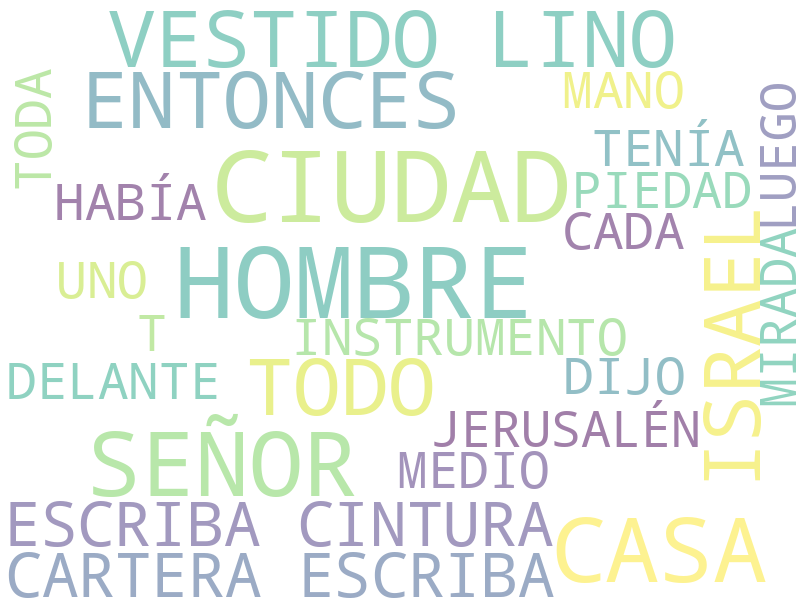 VESTIDO LINO
ENTONCES
MANO
TODA
TENÍA
LUEGO
CIUDAD
PIEDAD
HABÍA
CADA
HOMBRE
ISRAEL
MIRADA
UNO
T
INSTRUMENTO
DELANTE
TODO
DIJO
JERUSALÉN
SEÑOR
MEDIO
ESCRIBA CINTURA
CASA
CARTERA ESCRIBA